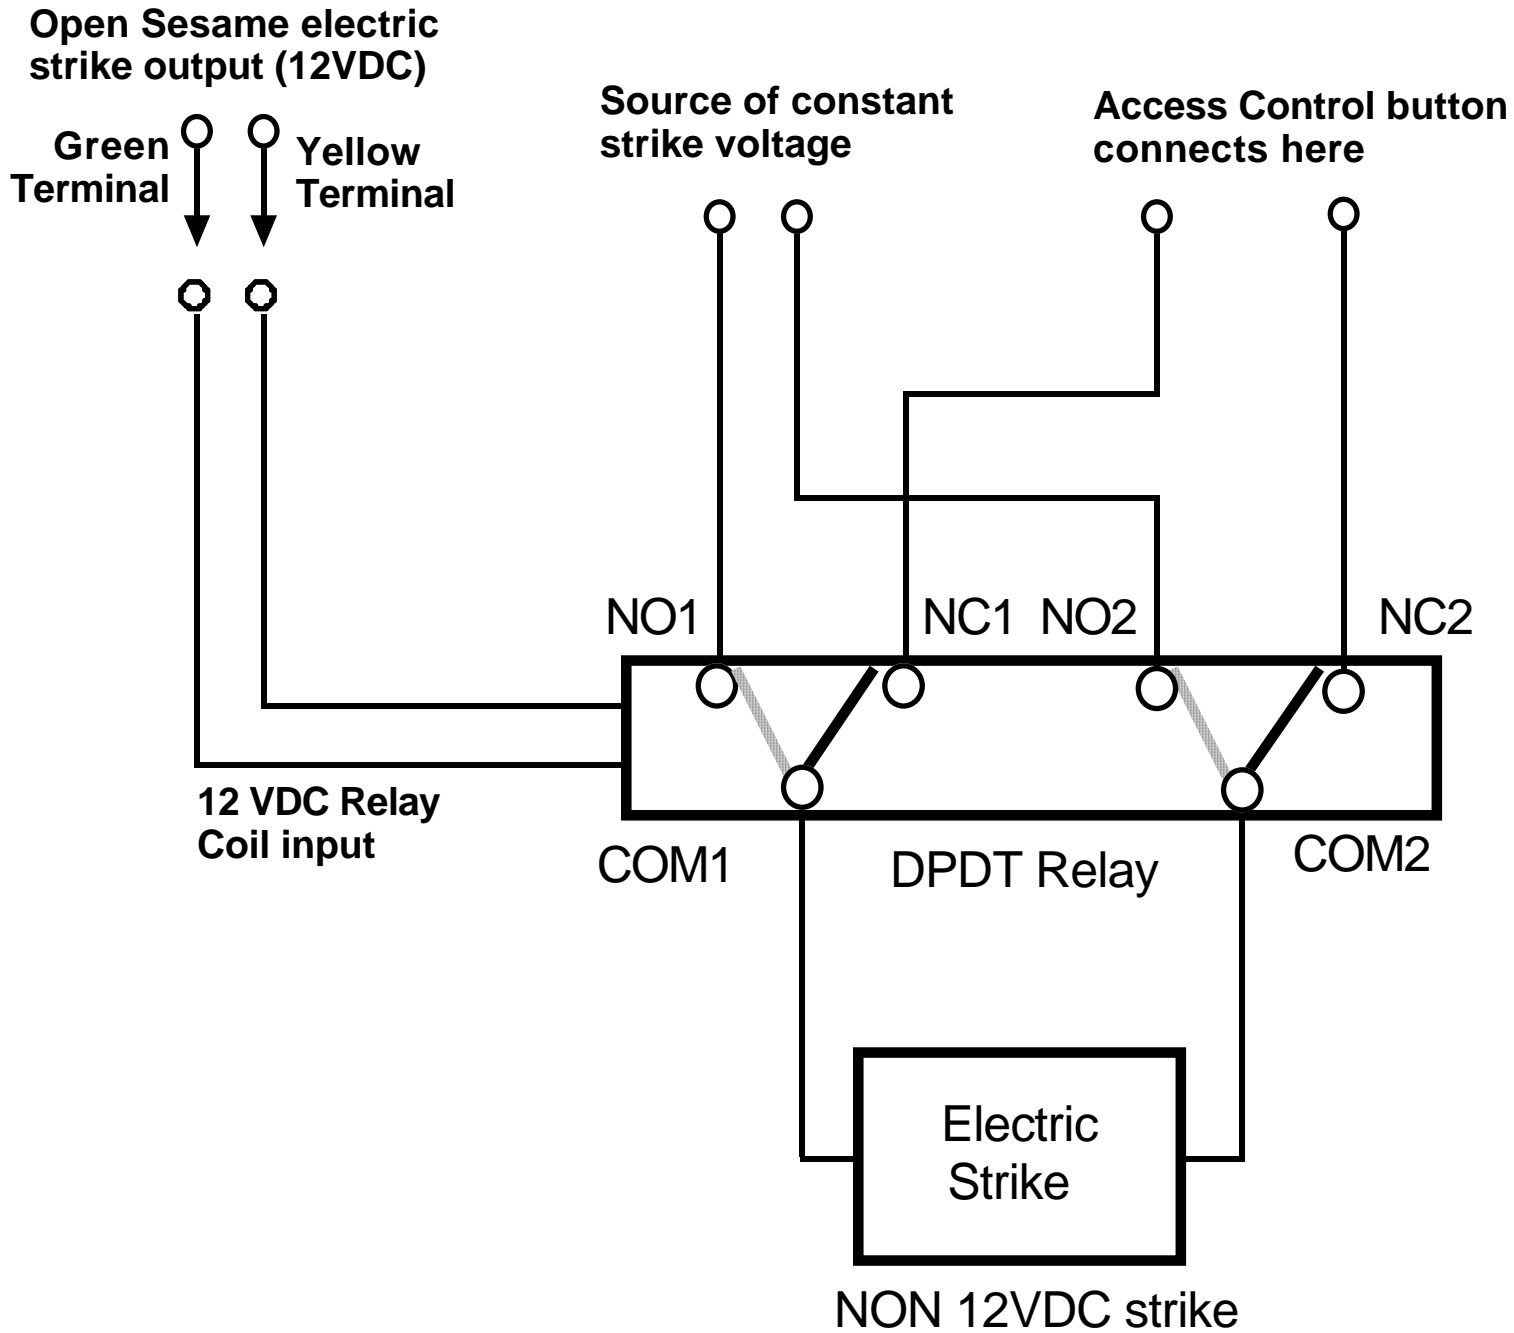 Open Sesame electric
strike output (12VDC)
Source of constant
strike voltage
Access Control button
connects here
Green
Terminal
Yellow
Terminal
NO1
NC1
NO2
NC2
12 VDC Relay
Coil input
COM1
DPDT Relay
COM2
Electric
Strike
NON 12VDC strike